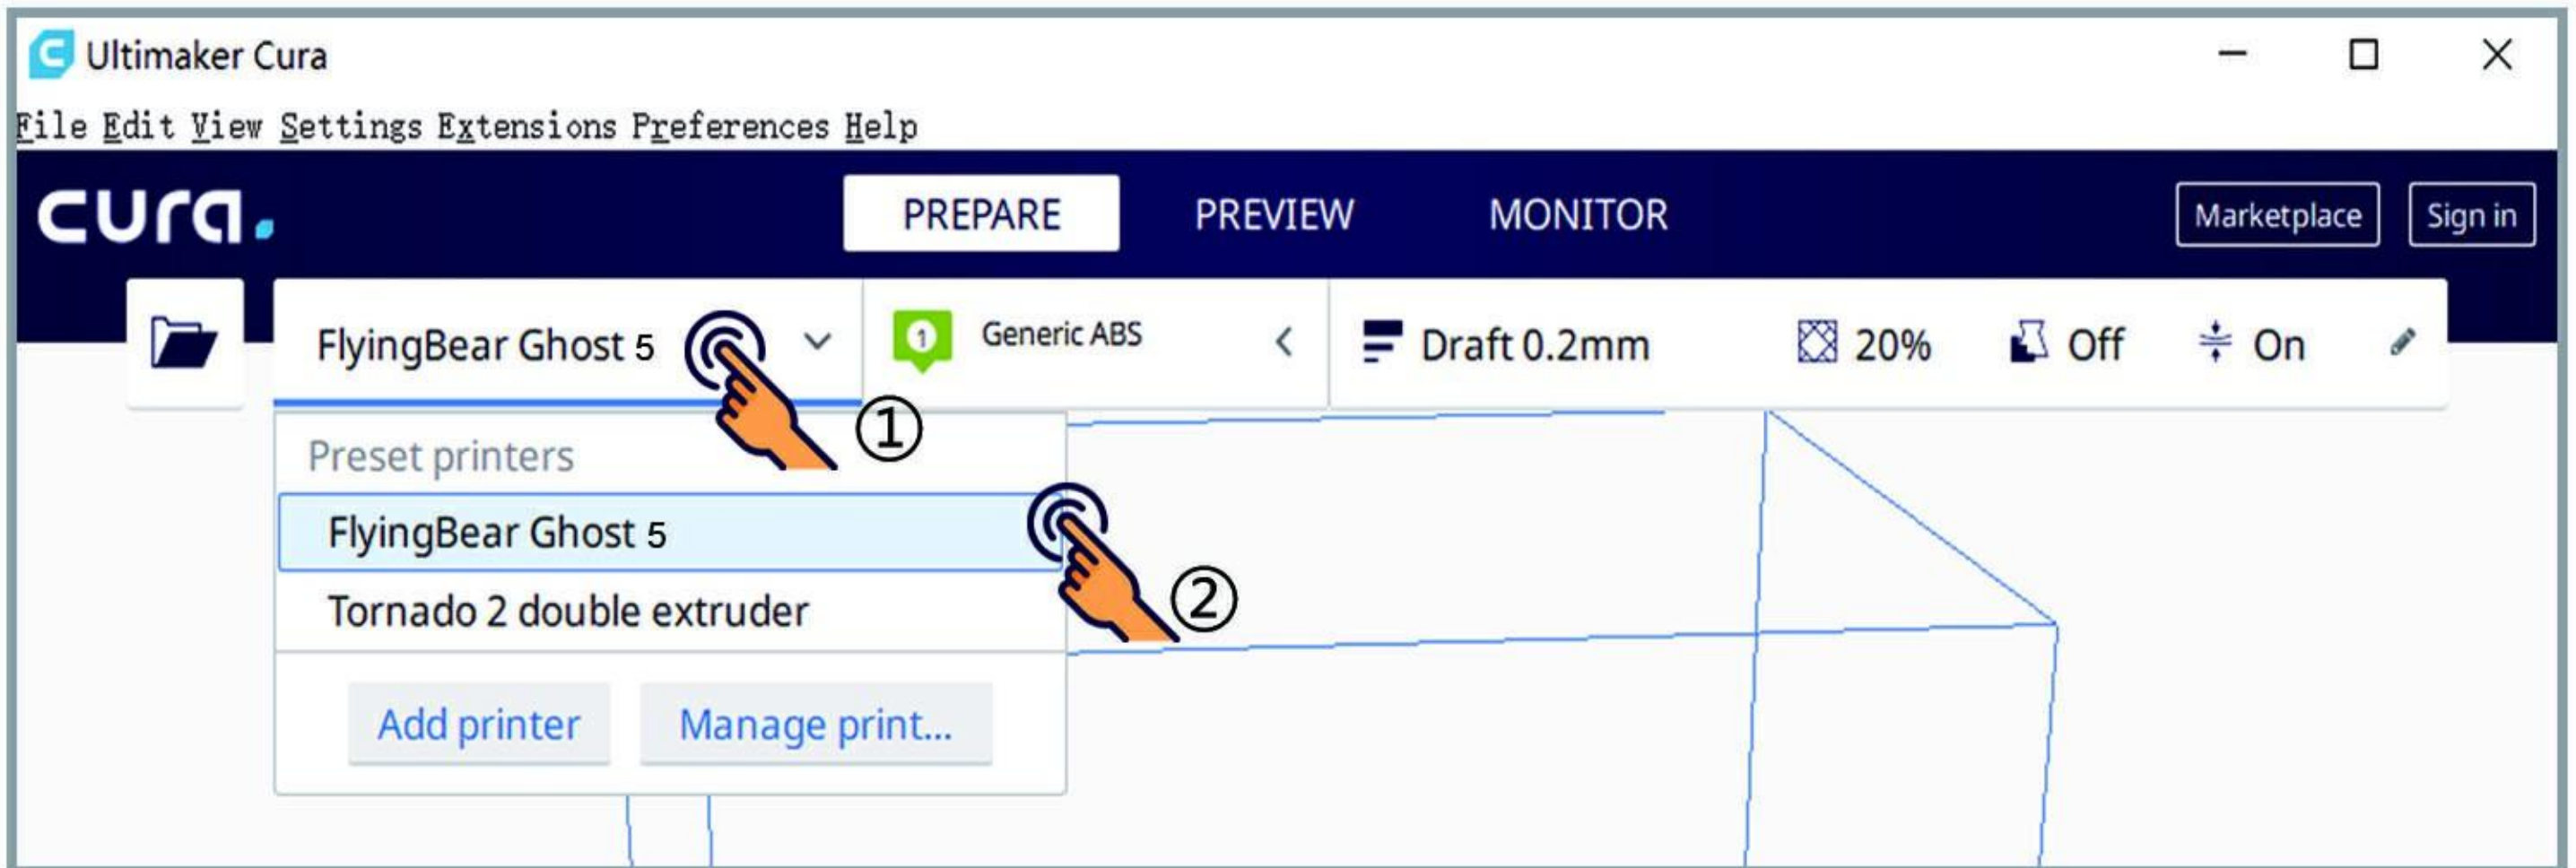 Ultimaker Cura
File Edit View Settings Extensions Preferences Help
cura.
PREPARE PREVIEW MONITOR
Marketplace Sign in
FlyingBear Ghost 5
1 Generic ABS
Draft 0.2mm 20% Off On
①
Preset printers
FlyingBear Ghost 5
②
Tornado 2 double extruder
Add printer Manage print...